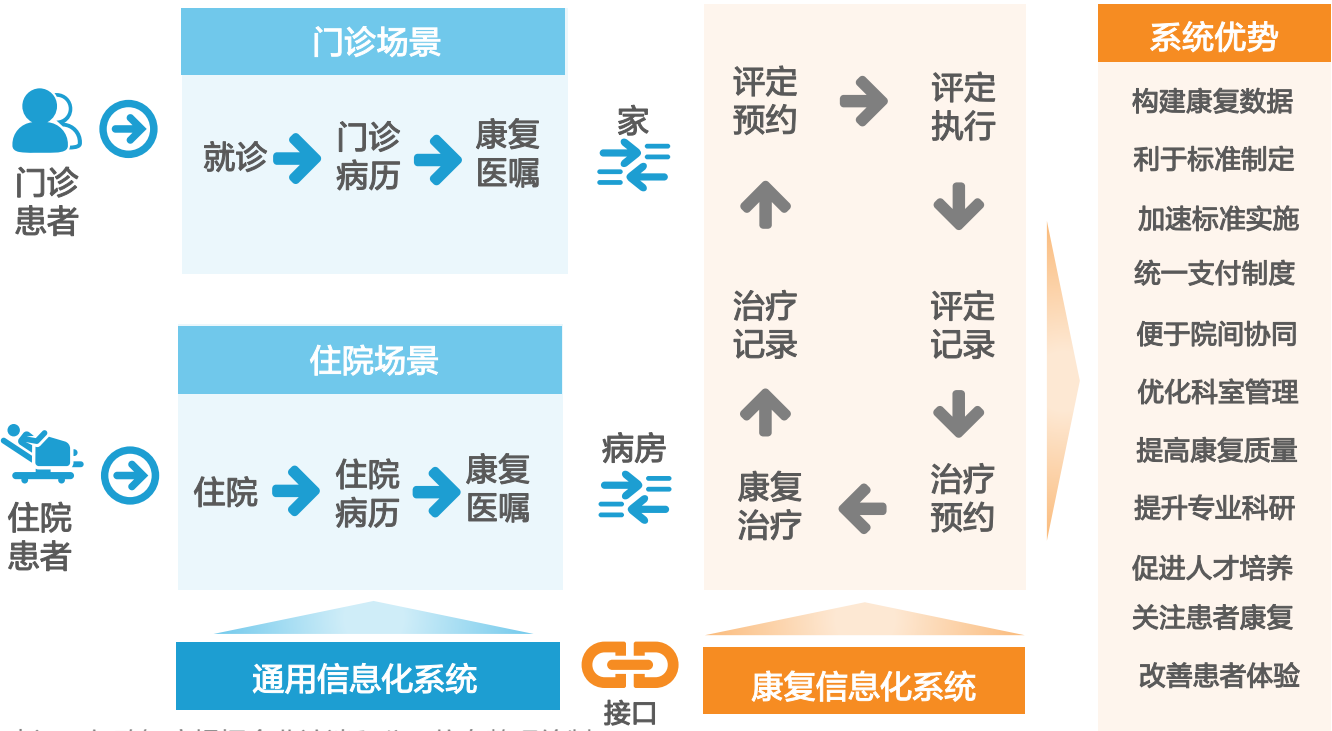 门诊场景
门诊
患者
就诊
门诊
病历
康复
医嘱
家
住院场景
住院
患者
住院
住院
病历
康复
医嘱
病房
评定
预约
评定
执行
治疗
记录
评定
记录
康复
治疗
治疗
预约
通用信息化系统
接口
康复信息化系统
系统优势
构建康复数据
利于标准制定
加速标准实施
统一支付制度
便于院间协同
优化科室管理
提高康复质量
提升专业科研
促进人才培养
关注患者康复
改善患者体验